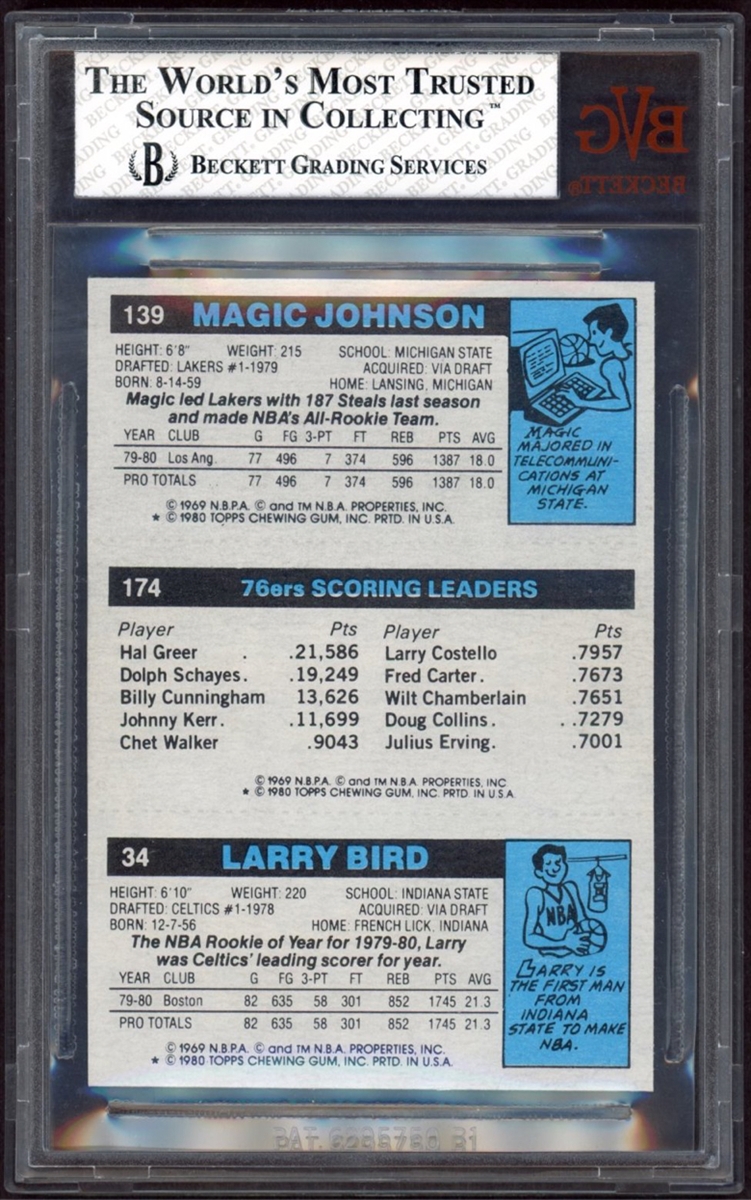 THE WORLD'S MOST TRUSTED
SOURCE IN COLLECTING™
B BECKETT GRADING SERVICES
BVG
BECKETT®
139 MAGIC JOHNSON
HEIGHT: 6'8" WEIGHT: 215 SCHOOL: MICHIGAN STATE
DRAFTED: LAKERS #1-1979 ACQUIRED: VIA DRAFT
BORN: 8-14-59 HOME: LANSING, MICHIGAN
Magic led Lakers with 187 Steals last season
and made NBA's All-Rookie Team.
YEAR CLUB G FG 3-PT FT REB PTS AVG
79-80 Los Ang. 77 496 7 374 596 1387 18.0
PRO TOTALS 77 496 7 374 596 1387 18.0
© 1969 N.B.P.A. © and TM N.B.A. PROPERTIES, INC.
★ © 1980 TOPPS CHEWING GUM, INC. PRTD. IN U.S.A.
MAGIC
MAJORED IN
TELECOMMUNI-
CATIONS AT
MICHIGAN
STATE.
174 76ers SCORING LEADERS
Player Pts Player Pts
Hal Greer . .21,586 Larry Costello .7957
Dolph Schayes. .19,249 Fred Carter. .7673
Billy Cunningham 13,626 Wilt Chamberlain .7651
Johnny Kerr. .11,699 Doug Collins. . .7279
Chet Walker .9043 Julius Erving. .7001
© 1969 N.B.P.A. © and TM N.B.A. PROPERTIES, INC
★ © 1980 TOPPS CHEWING GUM, INC. PRTD IN U.S.A.
34 LARRY BIRD
HEIGHT: 6'10" WEIGHT: 220 SCHOOL: INDIANA STATE
DRAFTED: CELTICS #1-1978 ACQUIRED: VIA DRAFT
BORN: 12-7-56 HOME: FRENCH LICK, INDIANA
The NBA Rookie of Year for 1979-80, Larry
was Celtics' leading scorer for year.
YEAR CLUB G FG 3-PT FT REB PTS AVG
79-80 Boston 82 635 58 301 852 1745 21.3
PRO TOTALS 82 635 58 301 852 1745 21.3
© 1969 N.B.P.A. © and TM N.B.A. PROPERTIES, INC.
★ © 1980 TOPPS CHEWING GUM, INC. PRTD. IN U.S.A.
NBA
LARRY IS
THE FIRST MAN
FROM
INDIANA
STATE TO MAKE
NBA.